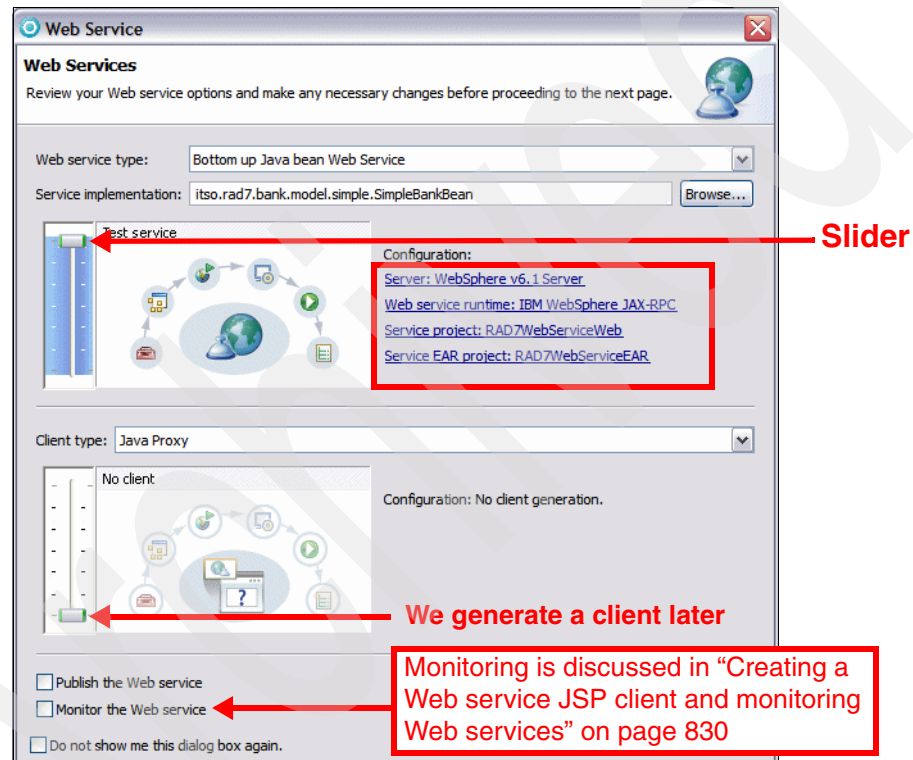 Web Service
Web Services
Review your Web service options and make any necessary changes before proceeding to the next page.
Web service type: Bottom up Java bean Web Service
Service implementation: itso.rad7.bank.model.simple.SimpleBankBean Browse...
Test service
Slider
Configuration:
Server: WebSphere v6.1 Server
Web service runtime: IBM WebSphere JAX-RPC
Service project: RAD7WebServiceWeb
Service EAR project: RAD7WebServiceEAR
Client type: Java Proxy
No client
Configuration: No client generation.
?
We generate a client later
Publish the Web service
Monitor the Web service
Monitoring is discussed in “Creating a
Web service JSP client and monitoring
Web services” on page 830
Do not show me this dialog box again.